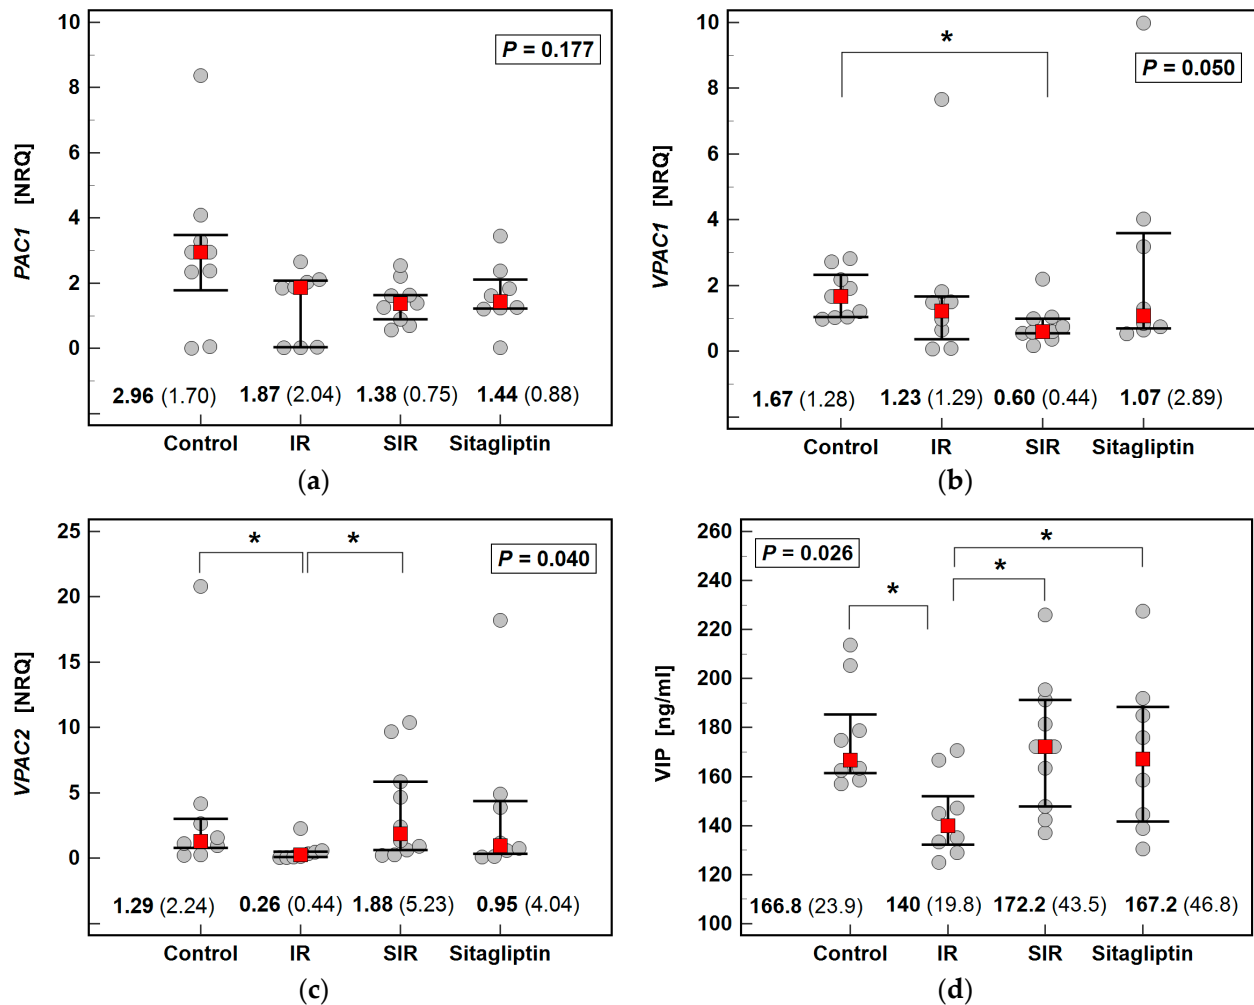 10
8
6
4
2
0
PAC1 [NRQ]
P = 0.177
2.96 (1.70) 1.87 (2.04) 1.38 (0.75) 1.44 (0.88)
Control IR SIR Sitagliptin
(a)
10
8
6
4
2
0
VPAC1 [NRQ]
*
P = 0.050
1.67 (1.28) 1.23 (1.29) 0.60 (0.44) 1.07 (2.89)
Control IR SIR Sitagliptin
(b)
25
20
15
10
5
0
VPAC2 [NRQ]
* *
P = 0.040
1.29 (2.24) 0.26 (0.44) 1.88 (5.23) 0.95 (4.04)
Control IR SIR Sitagliptin
(c)
260
240
220
200
180
160
140
120
100
VIP [ng/ml]
P = 0.026
*
*
*
166.8 (23.9) 140 (19.8) 172.2 (43.5) 167.2 (46.8)
Control IR SIR Sitagliptin
(d)